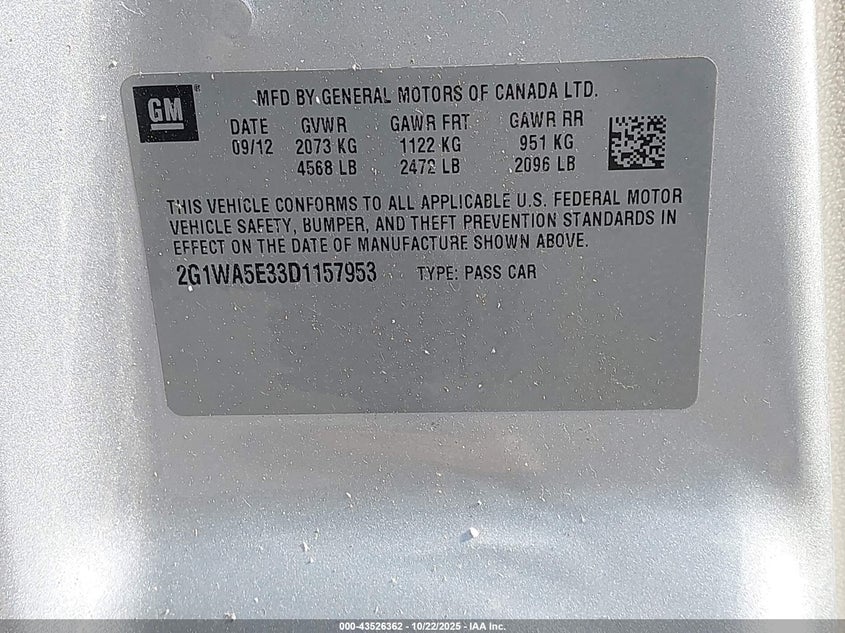 GM ®
MFD BY GENERAL MOTORS OF CANADA LTD.
DATE GVWR GAWR FRT GAWR RR
09/12 2073 KG 1122 KG 951 KG
4568 LB 2472 LB 2096 LB
THIS VEHICLE CONFORMS TO ALL APPLICABLE U.S. FEDERAL MOTOR
VEHICLE SAFETY, BUMPER, AND THEFT PREVENTION STANDARDS IN
EFFECT ON THE DATE OF MANUFACTURE SHOWN ABOVE.
2G1WA5E33D1157953 TYPE: PASS CAR
000-43526362 - 10/22/2025 - IAA Inc.